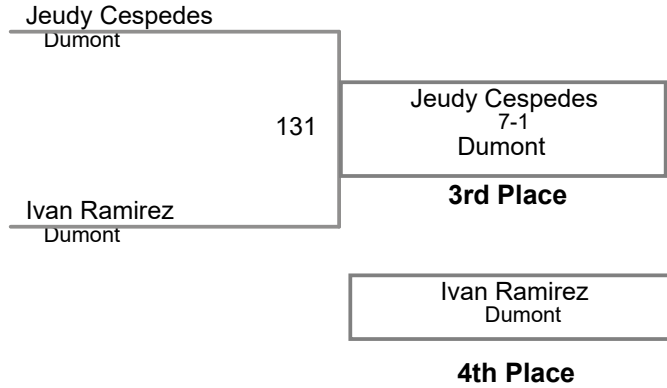 Jeudy Cespedes
Dumont
131
Jeudy Cespedes
7-1
Dumont
3rd Place
Ivan Ramirez
Dumont
Ivan Ramirez
Dumont
4th Place